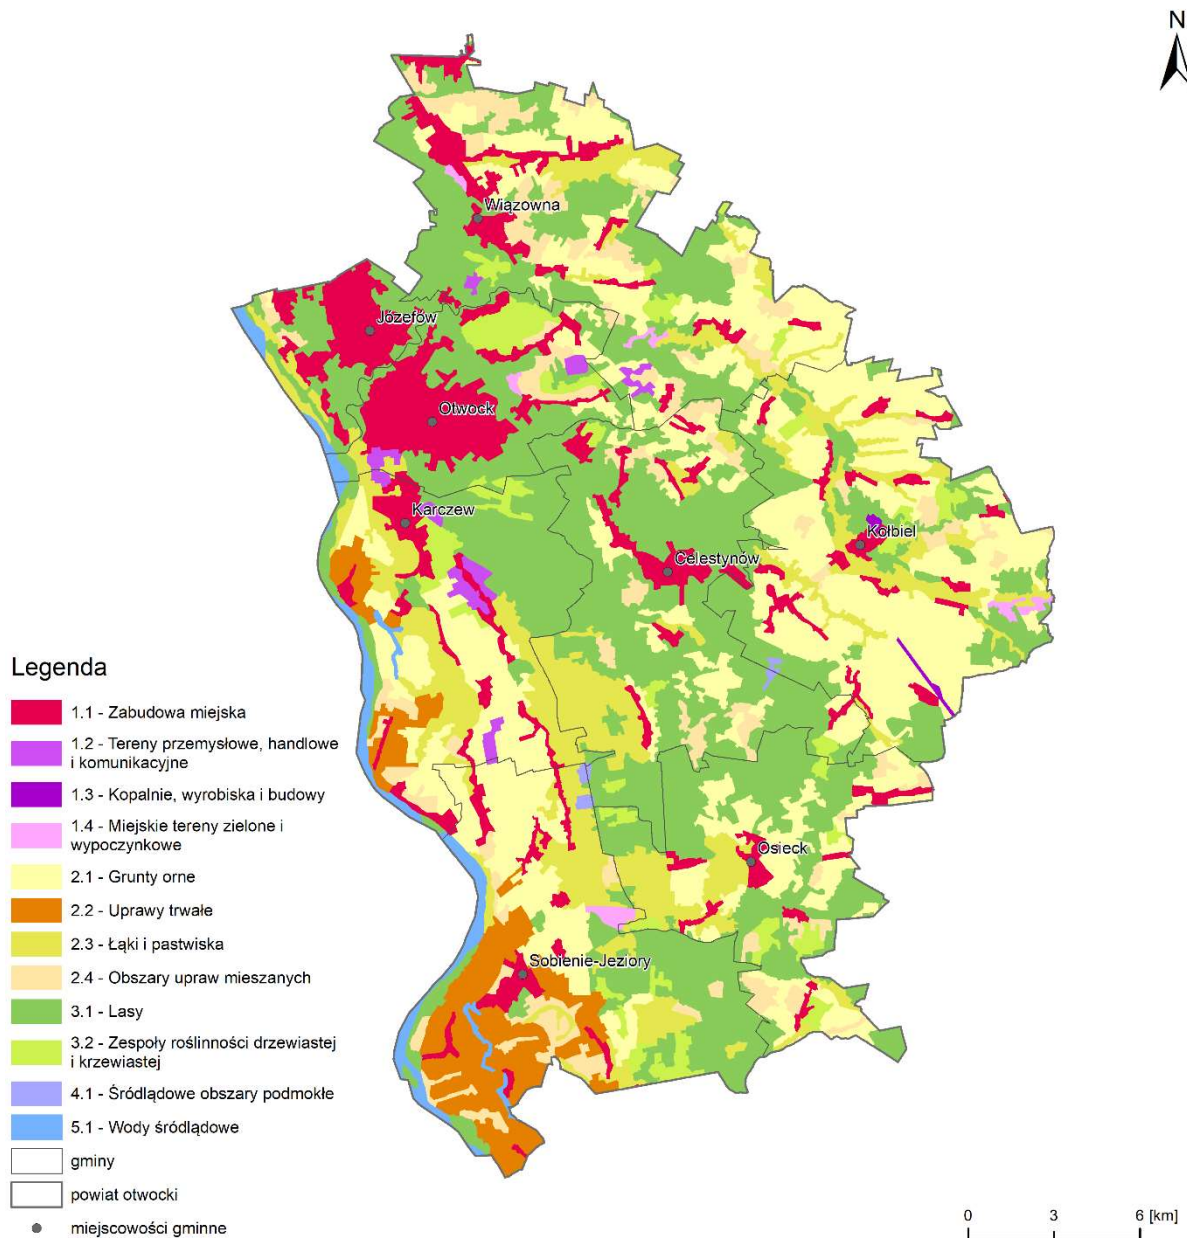 N
Wiązowna
Józefów
Otwock
Karczew
Kołbiel
Celestynów
Osieck
Sobienie-Jeziory
Legenda
1.1 - Zabudowa miejska
1.2 - Tereny przemysłowe, handlowe
i komunikacyjne
1.3 - Kopalnie, wyrobiska i budowy
1.4 - Miejskie tereny zielone i
wypoczynkowe
2.1 - Grunty orne
2.2 - Uprawy trwałe
2.3 - Łąki i pastwiska
2.4 - Obszary upraw mieszanych
3.1 - Lasy
3.2 - Zespoły roślinności drzewiastej
i krzewiastej
4.1 - Śródlądowe obszary podmokłe
5.1 - Wody śródlądowe
gminy
powiat otwocki
miejscowości gminne
0 3 6 [km]